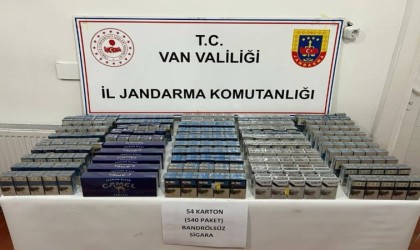 T.C.
VAN VALİLİĞİ
İL JANDARMA KOMUTANLIĞI
CAMEL
54 KARTON
(540 PAKET)
BANDROLSÜZ
SİGARA